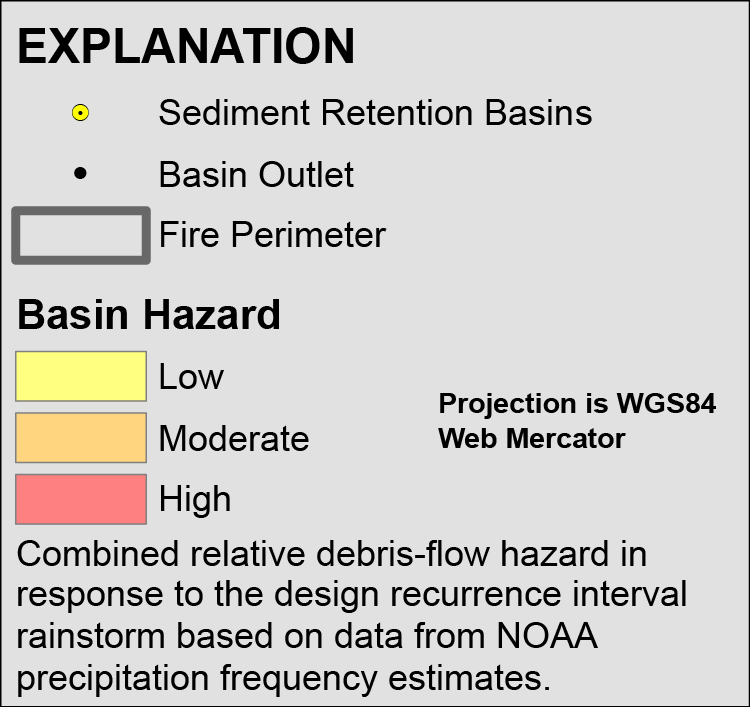 EXPLANATION
Sediment Retention Basins
Basin Outlet
Fire Perimeter
Basin Hazard
Low
Moderate
High
Projection is WGS84
Web Mercator
Combined relative debris-flow hazard in
response to the design recurrence interval
rainstorm based on data from NOAA
precipitation frequency estimates.